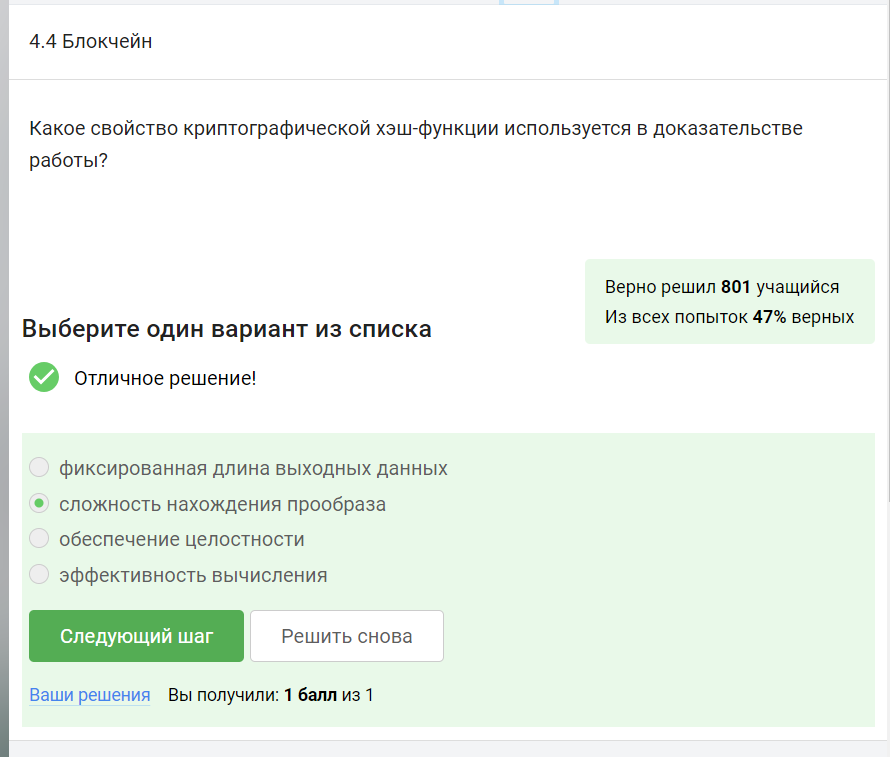 4.4 Блокчейн
Какое свойство криптографической хэш-функции используется в доказательстве
работы?
Верно решил 801 учащийся
Из всех попыток 47% верных
Выберите один вариант из списка
Отличное решение!
фиксированная длина выходных данных
сложность нахождения прообраза
обеспечение целостности
эффективность вычисления
Следующий шаг
Решить снова
Ваши решения Вы получили: 1 балл из 1